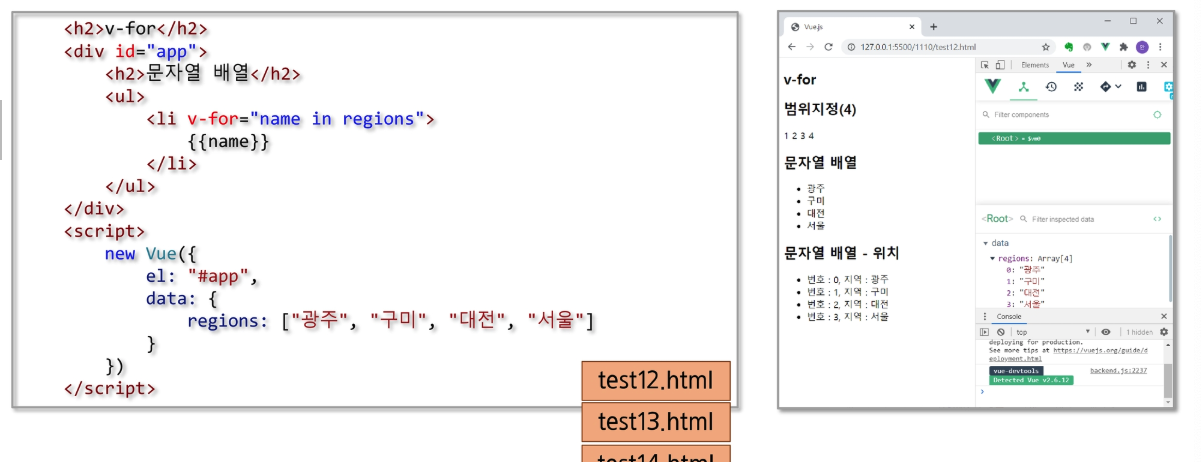 <h2>v-for</h2>
<div id="app">
<h2>문자열 배열</h2>
<ul>
<li v-for="name in regions">
{{name}}
</li>
</ul>
</div>
<script>
new Vue({
el: "#app",
data: {
regions: ["광주", "구미", "대전", "서울"]
}
})
</script>
test12.html
test13.html
test14.html
Vue.js
127.0.0.1:5500/1110/test12.html
v-for
범위지정(4)
1 2 3 4
문자열 배열
광주
구미
대전
서울
문자열 배열 - 위치
번호 : 0, 지역 : 광주
번호 : 1, 지역 : 구미
번호 : 2, 지역 : 대전
번호 : 3, 지역 : 서울
Elements Vue »
Filter components
<Root> = $vm0
<Root> Filter inspected data
data
regions: Array[4]
0: "광주"
1: "구미"
2: "대전"
3: "서울"
Console
top 1 hidden
deploying for production.
See more tips at https://vuejs.org/guide/d
eployment.html
vue-devtools backend.js:2237
Detected Vue v2.6.12